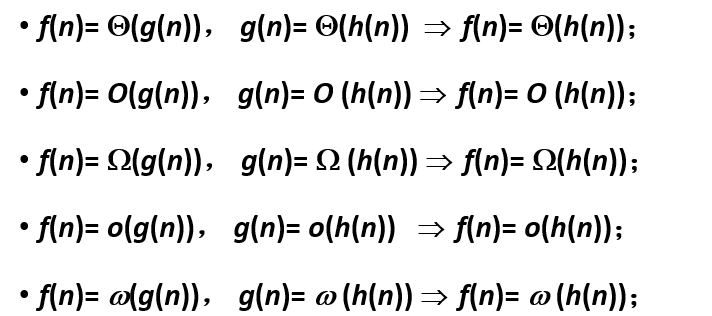 • f(n)= Θ(g(n))， g(n)= Θ(h(n)) ⇒ f(n)= Θ(h(n))；
• f(n)= O(g(n))， g(n)= O (h(n)) ⇒ f(n)= O (h(n))；
• f(n)= Ω(g(n))， g(n)= Ω (h(n)) ⇒ f(n)= Ω(h(n))；
• f(n)= o(g(n))， g(n)= o(h(n)) ⇒ f(n)= o(h(n))；
• f(n)= ω(g(n))， g(n)= ω (h(n)) ⇒ f(n)= ω (h(n))；